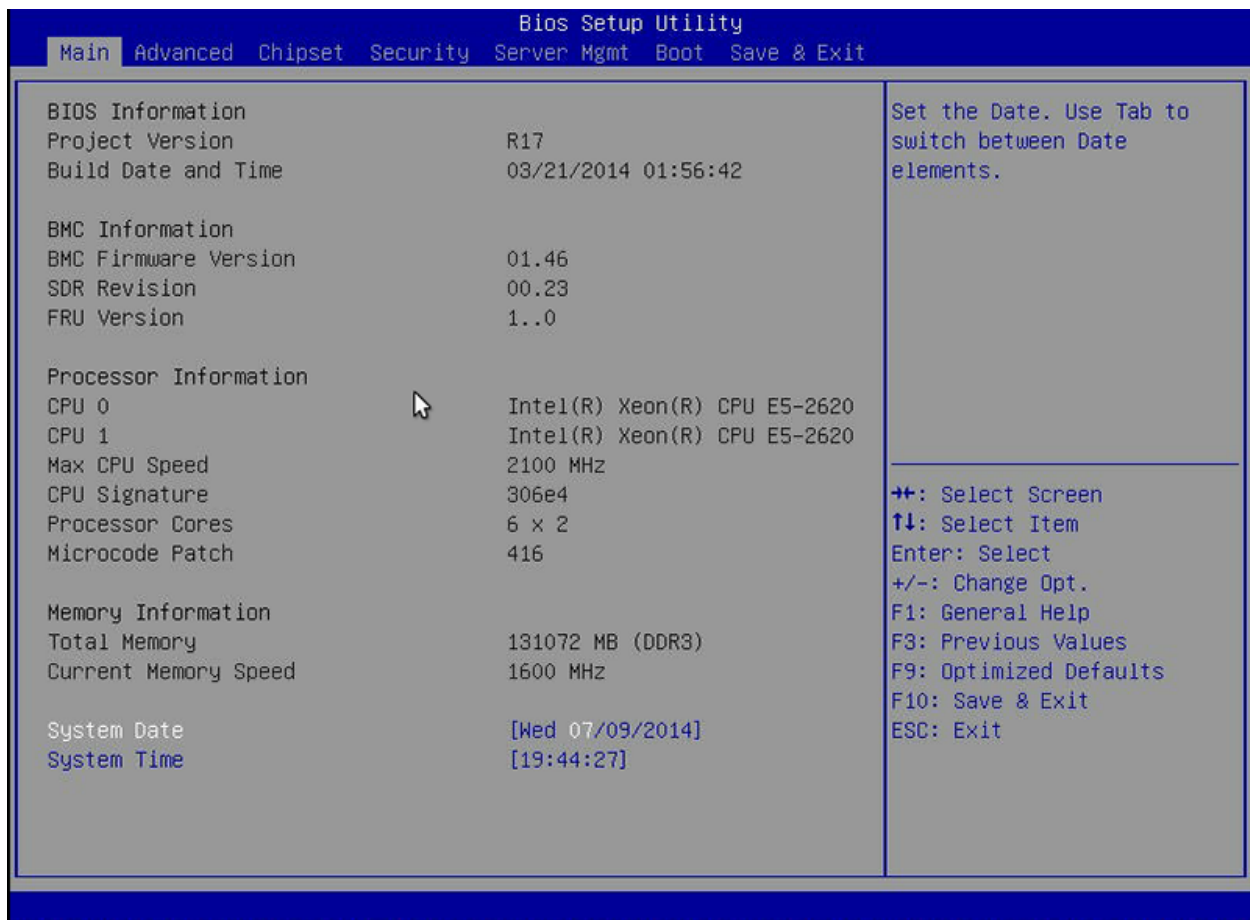 Bios Setup Utility
Main Advanced Chipset Security Server Mgmt Boot Save & Exit
BIOS Information
Project Version R17
Build Date and Time 03/21/2014 01:56:42
BMC Information
BMC Firmware Version 01.46
SDR Revision 00.23
FRU Version 1..0
Processor Information
CPU 0 Intel(R) Xeon(R) CPU E5-2620
CPU 1 Intel(R) Xeon(R) CPU E5-2620
Max CPU Speed 2100 MHz
CPU Signature 306e4
Processor Cores 6 x 2
Microcode Patch 416
Memory Information
Total Memory 131072 MB (DDR3)
Current Memory Speed 1600 MHz
System Date [Wed 07/09/2014]
System Time [19:44:27]
Set the Date. Use Tab to
switch between Date
elements.
→←: Select Screen
↑↓: Select Item
Enter: Select
+/-: Change Opt.
F1: General Help
F3: Previous Values
F9: Optimized Defaults
F10: Save & Exit
ESC: Exit